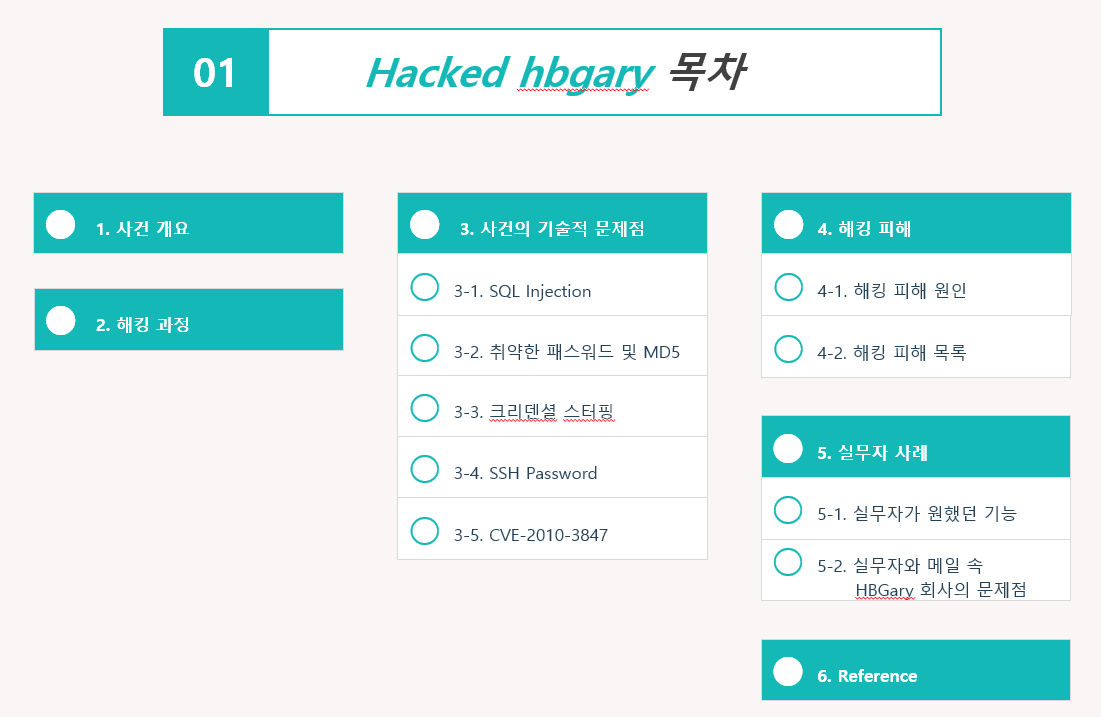 01
Hacked hbgary 목차
1. 사건 개요
2. 해킹 과정
3. 사건의 기술적 문제점
3-1. SQL Injection
3-2. 취약한 패스워드 및 MD5
3-3. 크리덴셜 스터핑
3-4. SSH Password
3-5. CVE-2010-3847
4. 해킹 피해
4-1. 해킹 피해 원인
4-2. 해킹 피해 목록
5. 실무자 사례
5-1. 실무자가 원했던 기능
5-2. 실무자와 메일 속
HBGary 회사의 문제점
6. Reference